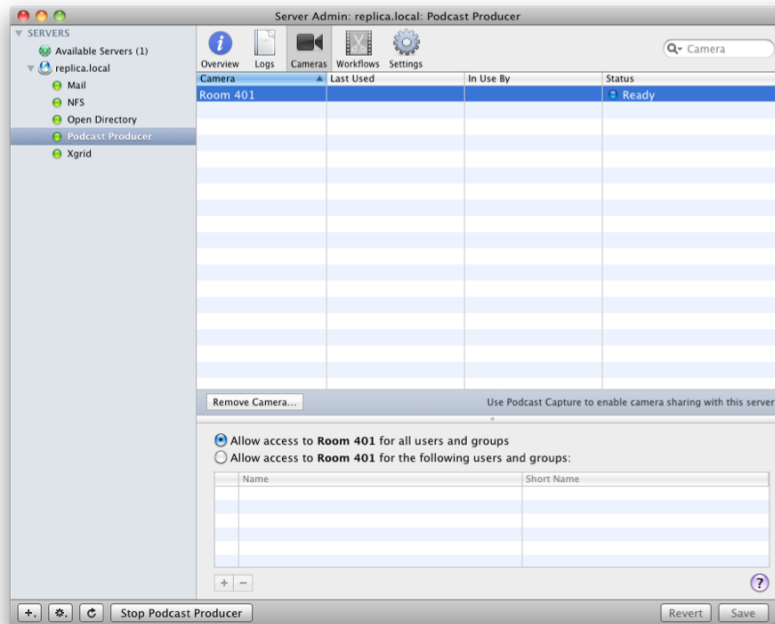 Server Admin: replica.local: Podcast Producer
SERVERS
Available Servers (1)
replica.local
Mail
NFS
Open Directory
Podcast Producer
Xgrid
Overview Logs Cameras Workflows Settings
Camera
Camera Last Used In Use By Status
Room 401 Ready
Remove Camera... Use Podcast Capture to enable camera sharing with this server
Allow access to Room 401 for all users and groups
Allow access to Room 401 for the following users and groups:
Name Short Name
+ − ?
+. Stop Podcast Producer Revert Save